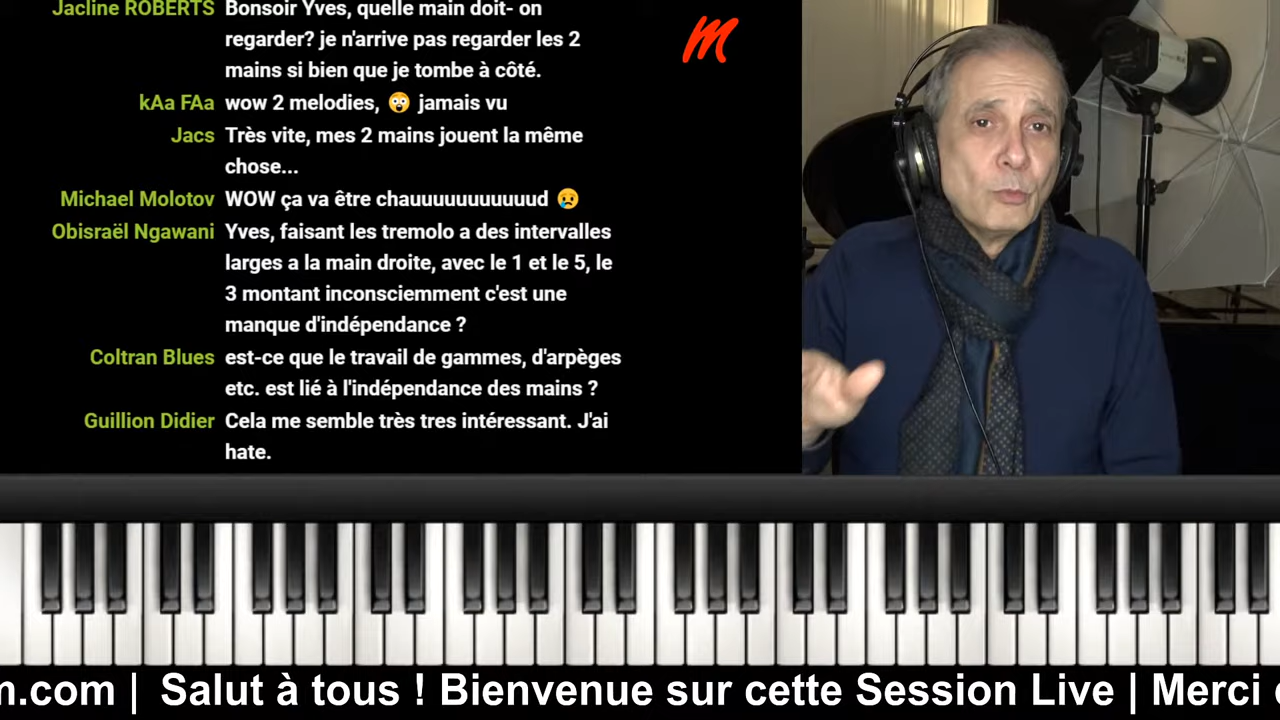 Jacline ROBERTS Bonsoir Yves, quelle main doit- on
regarder? je n'arrive pas regarder les 2
mains si bien que je tombe à côté.
kAa FAa wow 2 melodies, 😲 jamais vu
Jacs Très vite, mes 2 mains jouent la même
chose...
Michael Molotov WOW ça va être chauuuuuuuuuuud 😢
Obisraël Ngawani Yves, faisant les tremolo a des intervalles
larges a la main droite, avec le 1 et le 5, le
3 montant inconsciemment c'est une
manque d'indépendance ?
Coltran Blues est-ce que le travail de gammes, d'arpèges
etc. est lié à l'indépendance des mains ?
Guillion Didier Cela me semble très tres intéressant. J'ai
hate.
m
m.com | Salut à tous ! Bienvenue sur cette Session Live | Merci